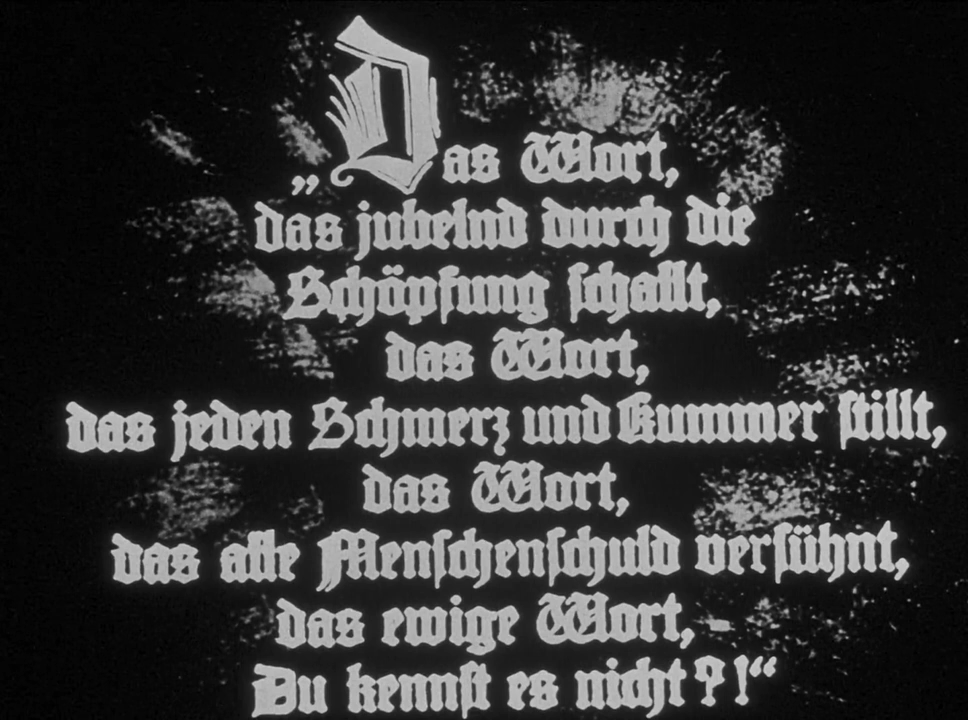 „Das Wort,
das jubelnd durch die
Schöpfung schallt,
das Wort,
das jeden Schmerz und Kummer stillt,
das Wort,
das alle Menschenschuld versühnt,
das ewige Wort,
Du kennst es nicht?!“